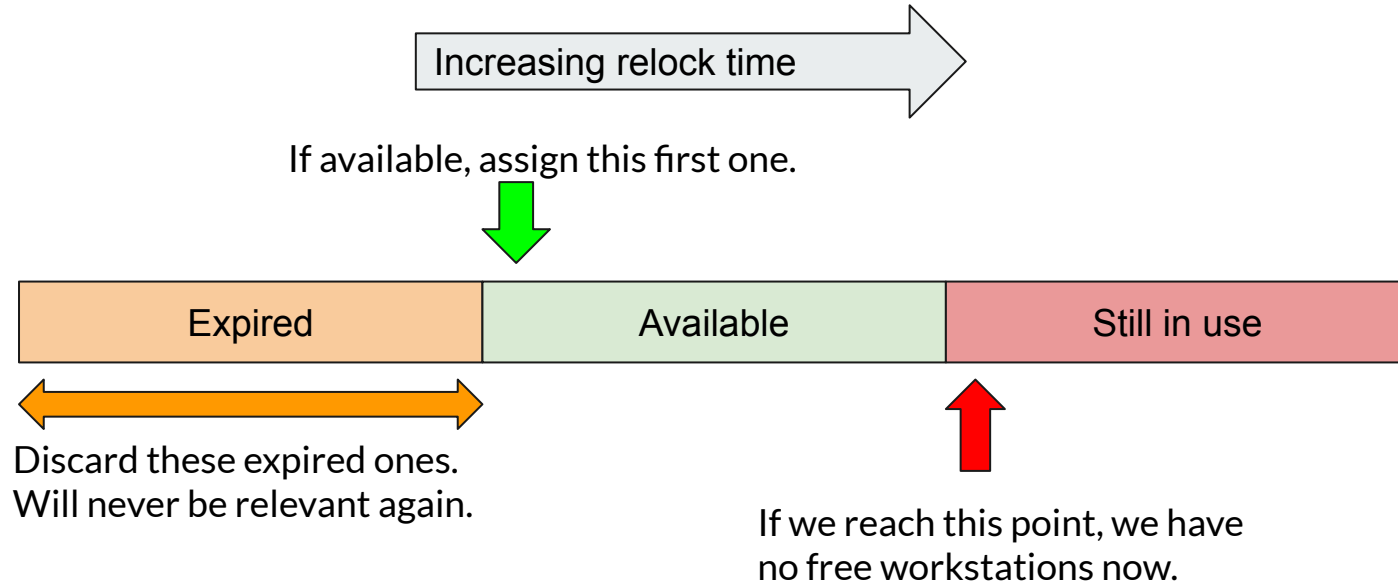 Increasing relock time
If available, assign this first one.
Expired
Available
Still in use
Discard these expired ones.
Will never be relevant again.
If we reach this point, we have
no free workstations now.